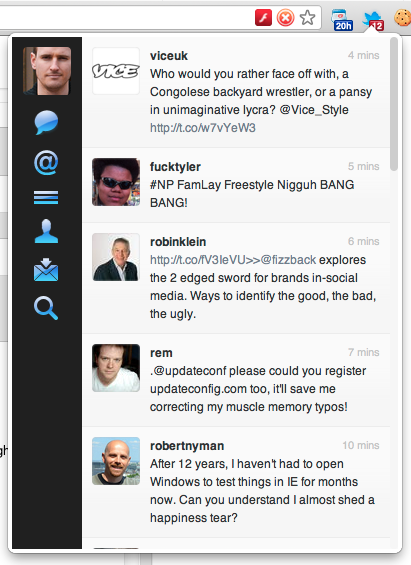 20h
12
viceuk
4 mins
VICE
Who would you rather face off with, a
Congolese backyard wrestler, or a pansy
in unimaginative lycra? @Vice_Style
http://t.co/w7vYeW3
fucktyler
5 mins
#NP FamLay Freestyle Nigguh BANG
BANG!
robinklein
6 mins
http://t.co/fV3IeVU>>@fizzback explores
the 2 edged sword for brands in-social
media. Ways to identify the good, the bad,
the ugly.
rem
7 mins
.@updateconf please could you register
updateconfig.com too, it'll save me
correcting my muscle memory typos!
robertnyman
10 mins
After 12 years, I haven't had to open
Windows to test things in IE for months
now. Can you understand I almost shed a
happiness tear?